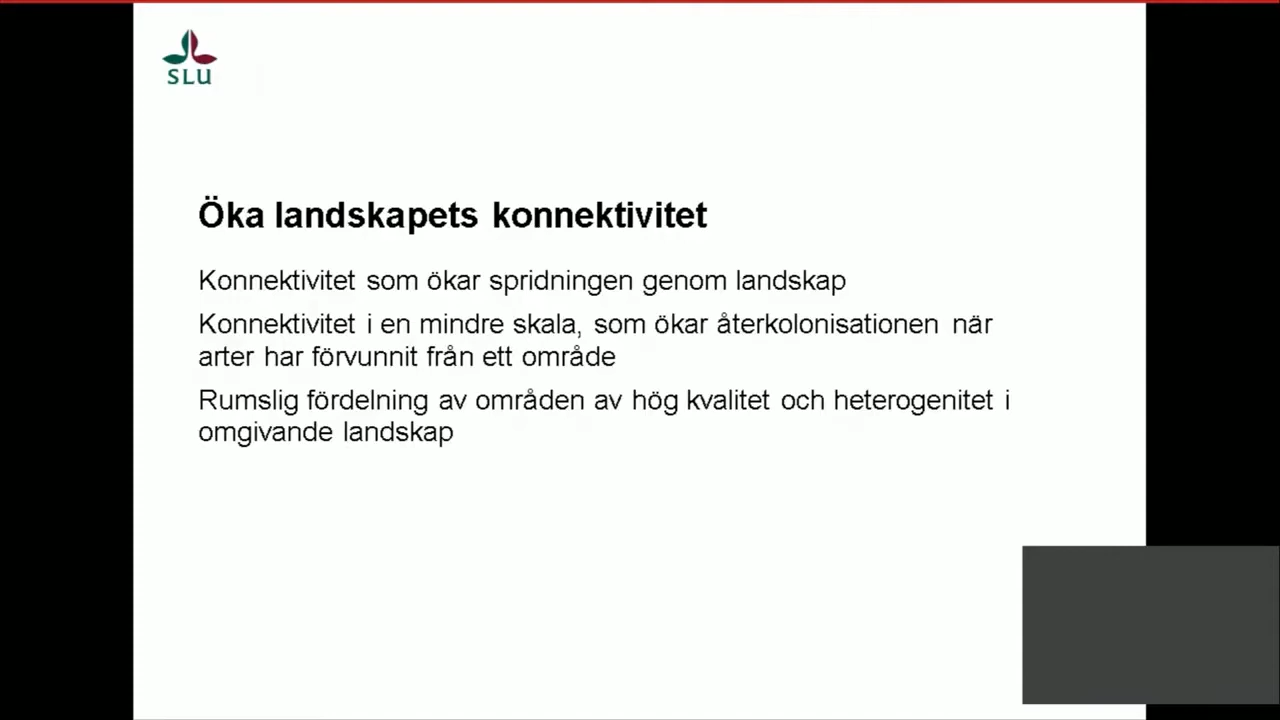 SLU
Öka landskapets konnektivitet
Konnektivitet som ökar spridningen genom landskap
Konnektivitet i en mindre skala, som ökar återkolonisationen när
arter har förvunnit från ett område
Rumslig fördelning av områden av hög kvalitet och heterogenitet i
omgivande landskap